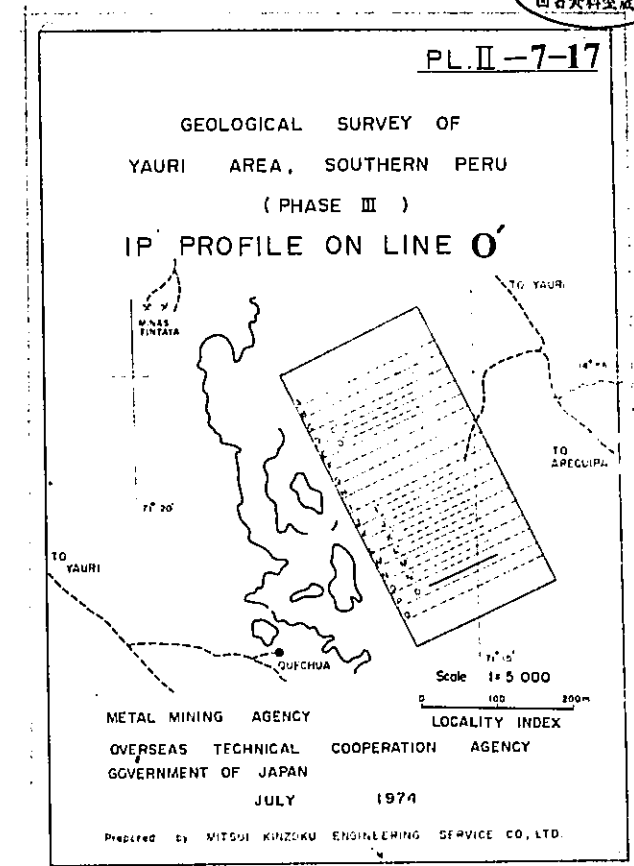 PL.II-7-17
GEOLOGICAL SURVEY OF
YAURI AREA, SOUTHERN PERU
( PHASE III )
IP PROFILE ON LINE O′
TO YAURI
MINAS
TINTAYA
TO
AREQUIPA
71° 20′
TO
YAURI
QUECHUA
71° 15′
Scale 1: 5 000
0 100 200m
LOCALITY INDEX
METAL MINING AGENCY
OVERSEAS TECHNICAL COOPERATION AGENCY
GOVERNMENT OF JAPAN
JULY 1974
Prepared by MITSUI KINZOKU ENGINEERING SERVICE CO., LTD.